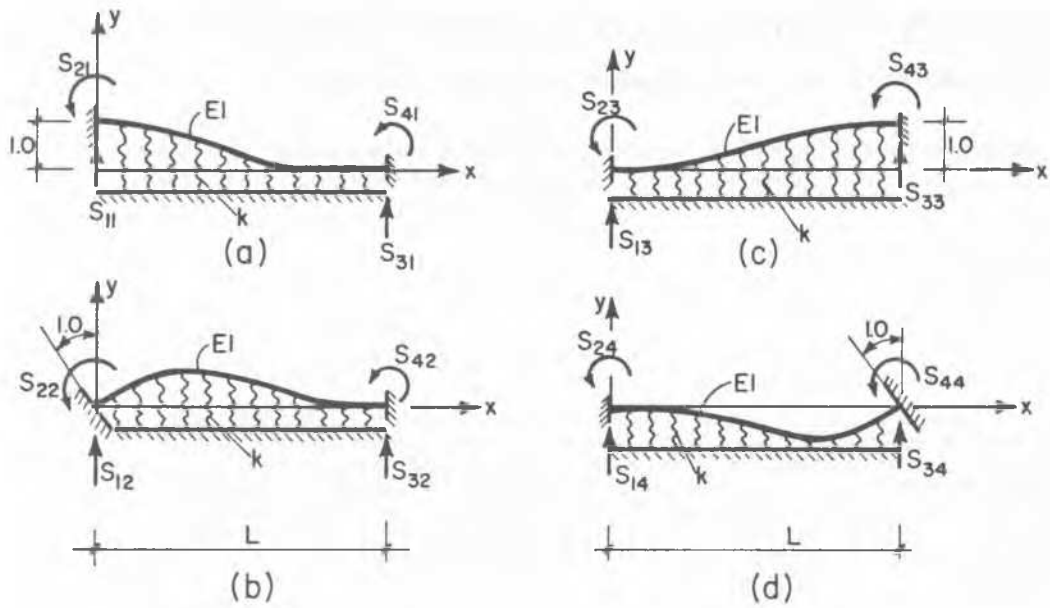 y
S₂₁
EI
S₄₁
1.0
x
S₁₁
k
S₃₁
(a)
y
S₄₃
S₂₃
EI
1.0
x
S₃₃
k
S₁₃
(c)
y
1.0
EI
S₂₂
S₄₂
x
k
S₁₂
S₃₂
L
(b)
y
1.0
S₂₄
EI
S₄₄
x
k
S₁₄
S₃₄
L
(d)